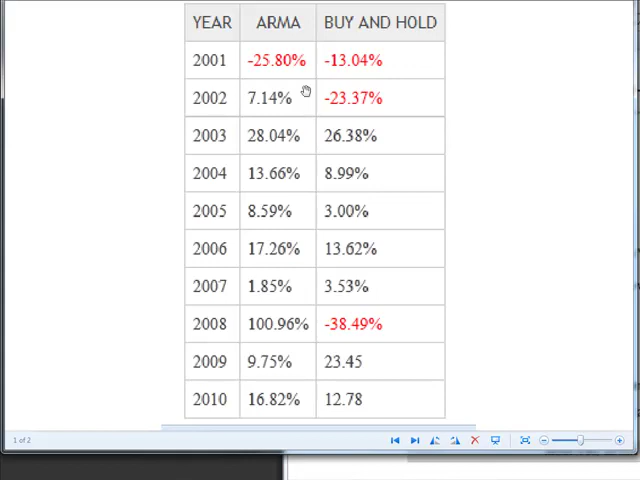 YEAR ARMA BUY AND HOLD
2001 -25.80% -13.04%
2002 7.14% -23.37%
2003 28.04% 26.38%
2004 13.66% 8.99%
2005 8.59% 3.00%
2006 17.26% 13.62%
2007 1.85% 3.53%
2008 100.96% -38.49%
2009 9.75% 23.45
2010 16.82% 12.78
1 of 2